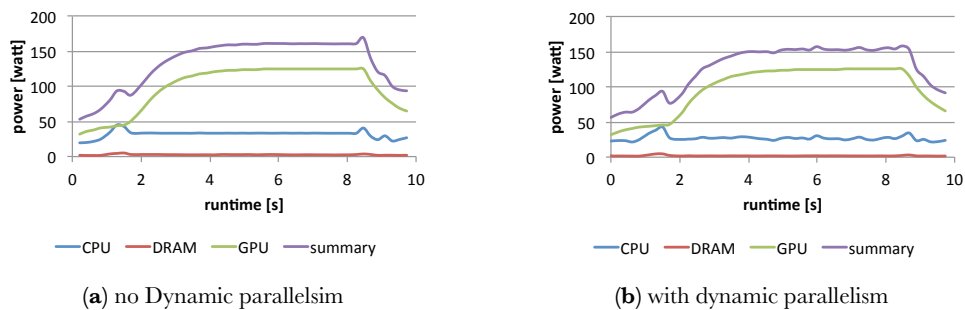 200
150
100
50
0
power [watt]
0 2 4 6 8 10
runtime [s]
CPU DRAM GPU summary
(a) no Dynamic parallelsim
200
150
100
50
0
power [watt]
0 2 4 6 8 10
runtime [s]
CPU DRAM GPU summary
(b) with dynamic parallelism